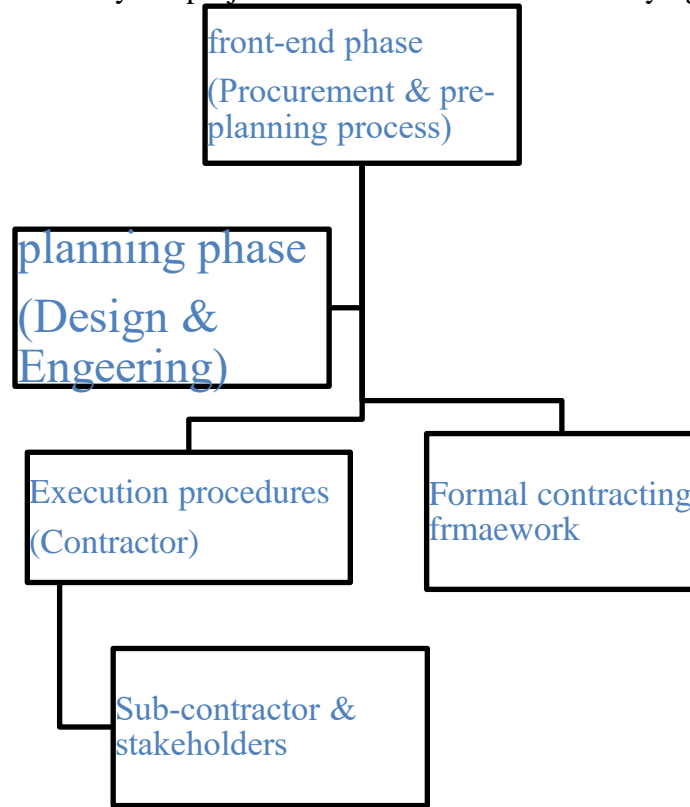 front-end phase
(Procurement & pre-
planning process)
planning phase
(Design &
Engeering)
Execution procedures
(Contractor)
Formal contracting
frmaework
Sub-contractor &
stakeholders